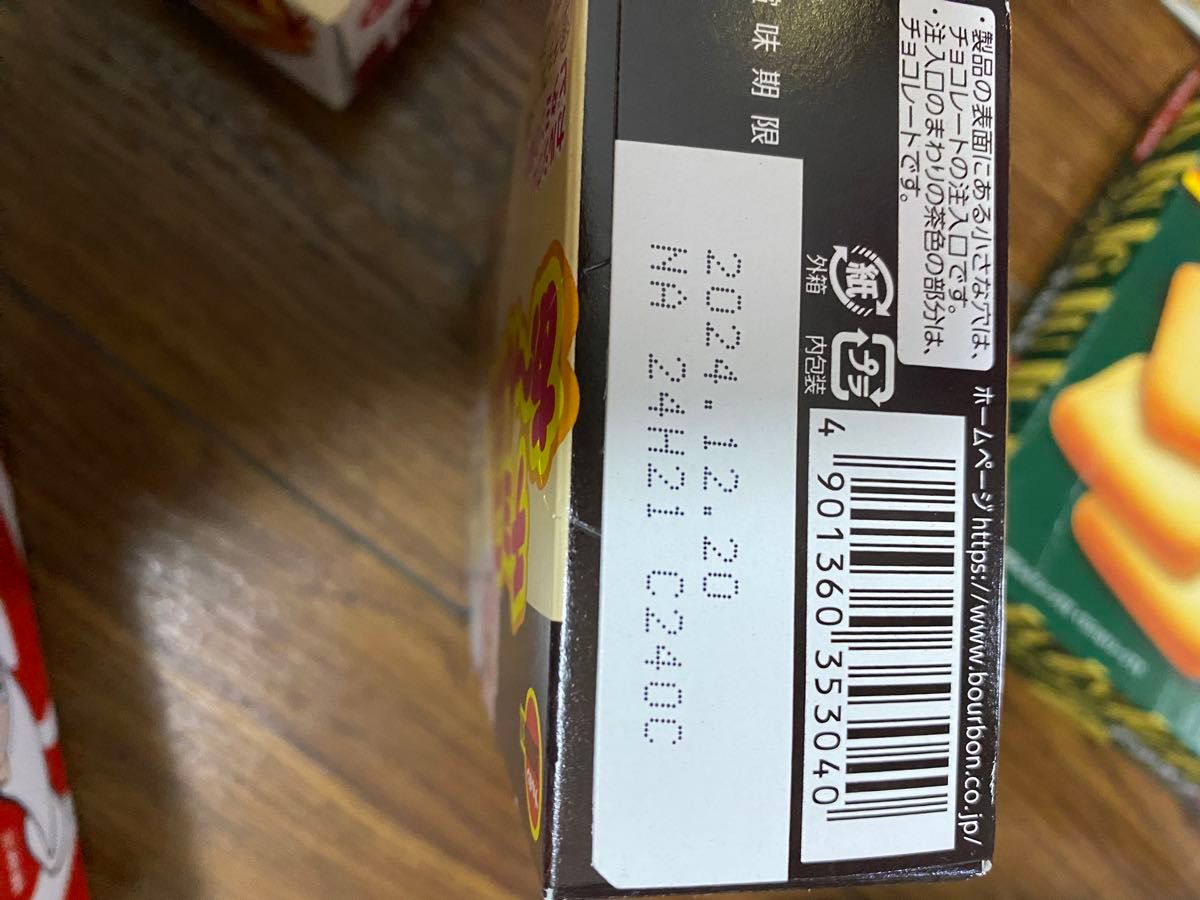 ・製品の表面にある小さな穴は、
チョコレートの注入口です。
・注入口のまわりの茶色の部分は、
チョコレートです。
味期限
2024.12.20
NA 24H21 C240C
紙
外箱
プラ
内包装
ホームページ https://www.bourbon.co.jp/
4 901360 353040